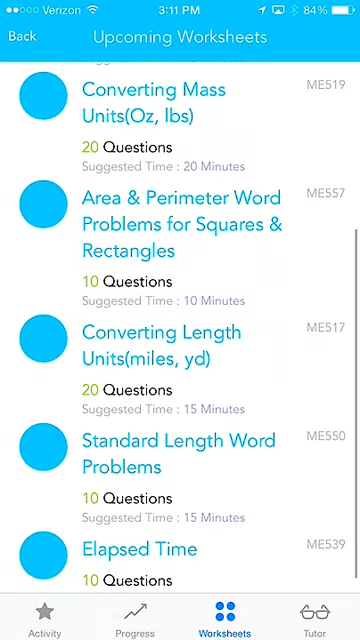 Verizon 3:11 PM 84%
Back Upcoming Worksheets
Converting Mass ME519
Units(Oz, lbs)
20 Questions
Suggested Time : 20 Minutes
Area & Perimeter Word ME557
Problems for Squares &
Rectangles
10 Questions
Suggested Time : 10 Minutes
Converting Length ME517
Units(miles, yd)
20 Questions
Suggested Time : 15 Minutes
Standard Length Word ME550
Problems
10 Questions
Suggested Time : 15 Minutes
Elapsed Time ME539
10 Questions
Activity Progress Worksheets Tutor